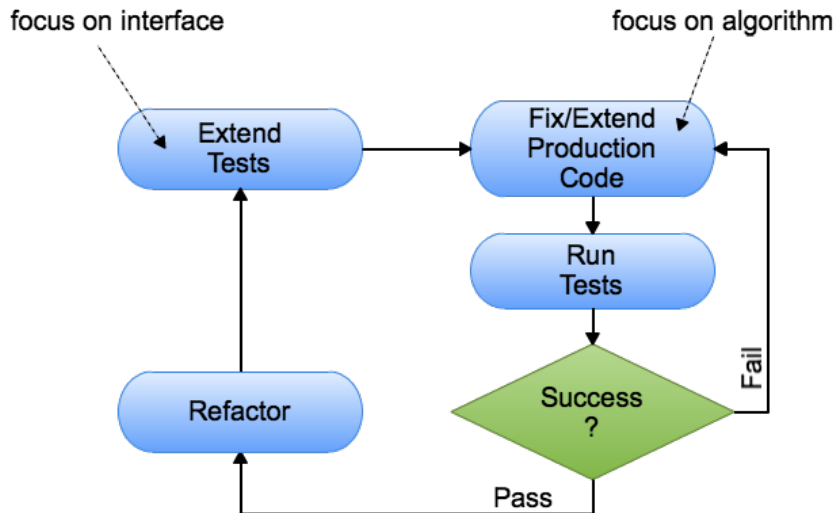 focus on interface
focus on algorithm
Extend
Tests
Fix/Extend
Production
Code
Run
Tests
Refactor
Success
?
Fail
Pass